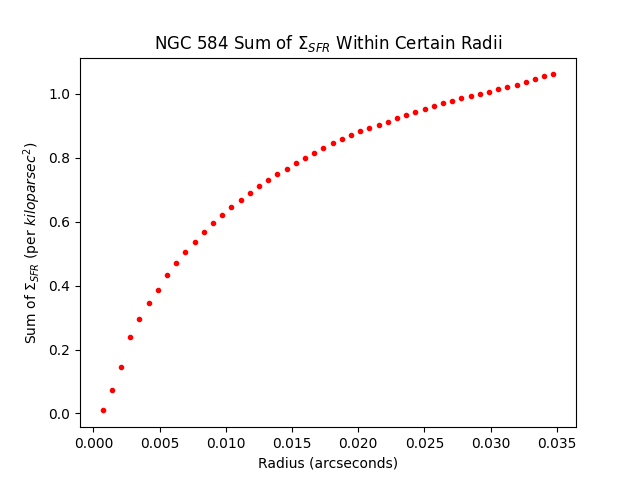 NGC 584 Sum of Σ_SFR Within Certain Radii
Sum of Σ_SFR (per kiloparsec²)
1.0
0.8
0.6
0.4
0.2
0.0
0.000 0.005 0.010 0.015 0.020 0.025 0.030 0.035
Radius (arcseconds)